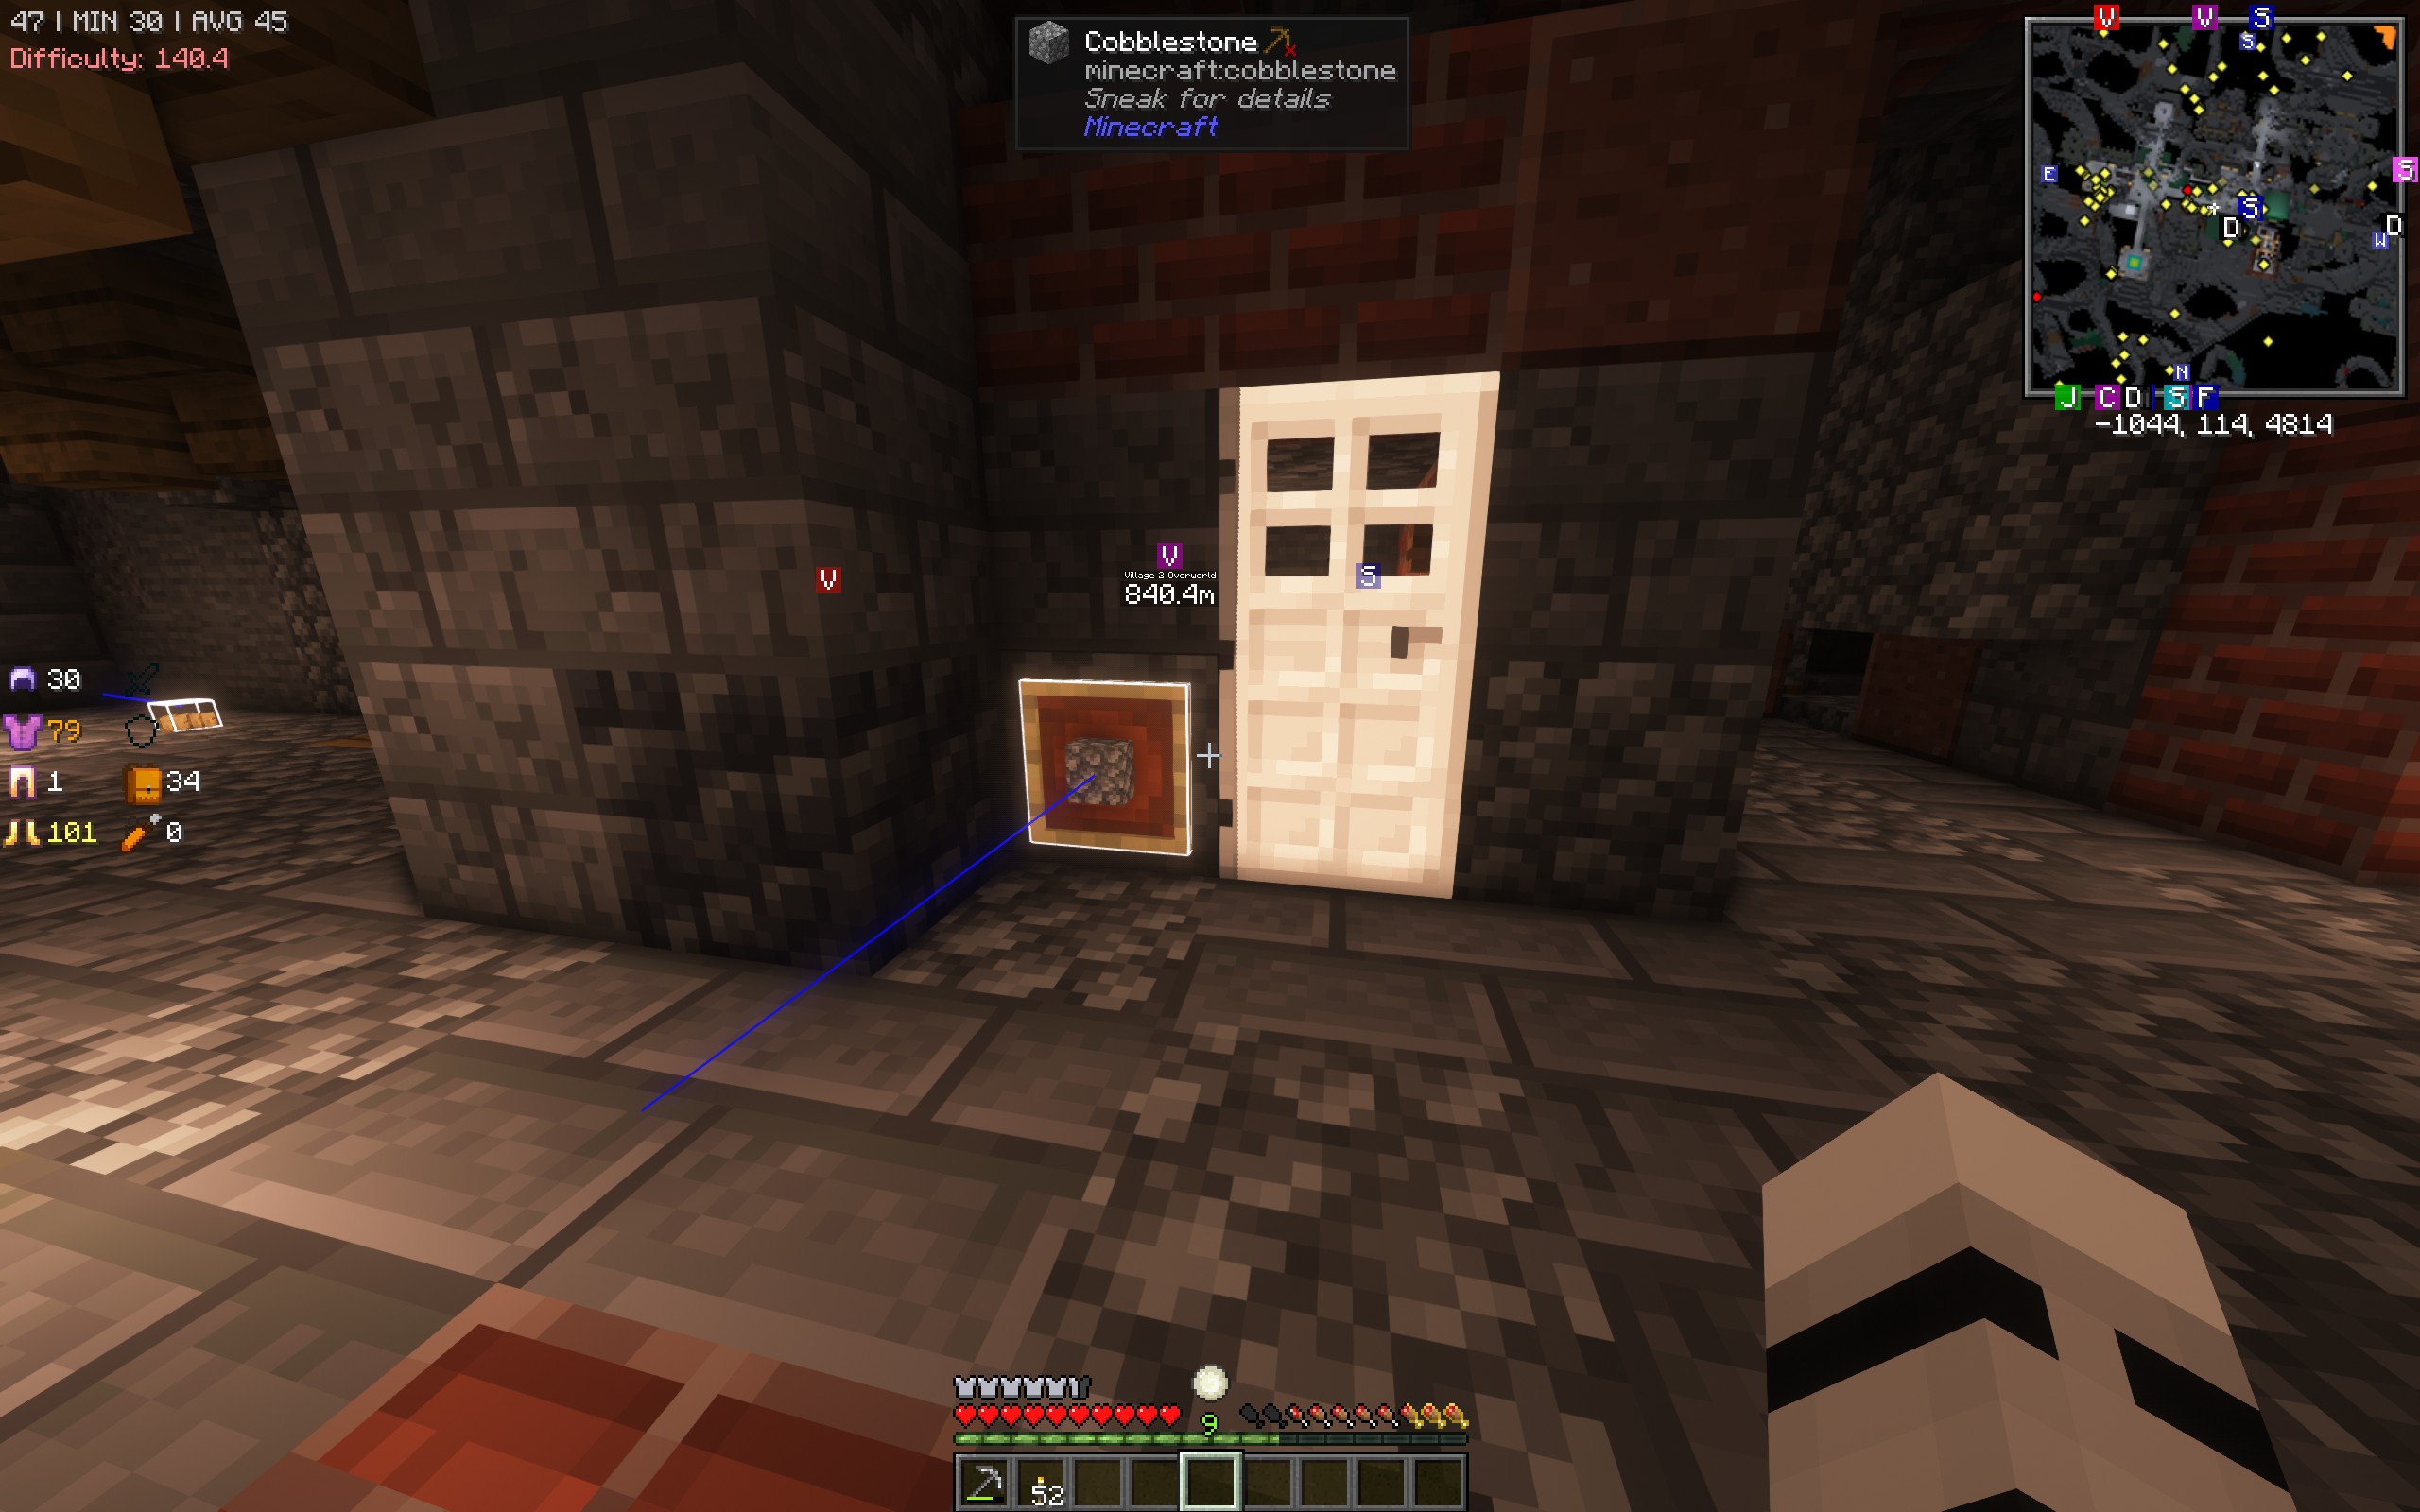 47 | MIN 30 | AVG 45
Difficulty: 140.4
Cobblestone
minecraft:cobblestone
Sneak for details
Minecraft
V V S
S
E
S
S
D
D
W
N
J C D S F
-1044, 114, 4814
V
V
Village 2 Overworld
840.4m
S
30
79
1 34
101 0
9
52